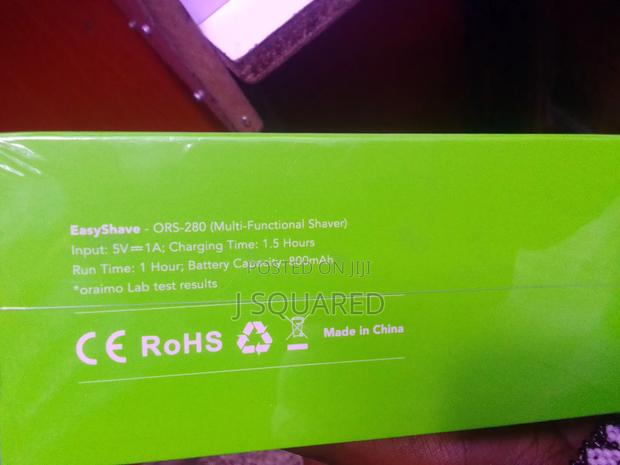 EasyShave - ORS-280 (Multi-Functional Shaver)
Input: 5V⎓1A; Charging Time: 1.5 Hours
Run Time: 1 Hour; Battery Capacity: 800mAh
POSTED ON JIJI
*oraimo Lab test results
J SQUARED
CE RoHS Made in China